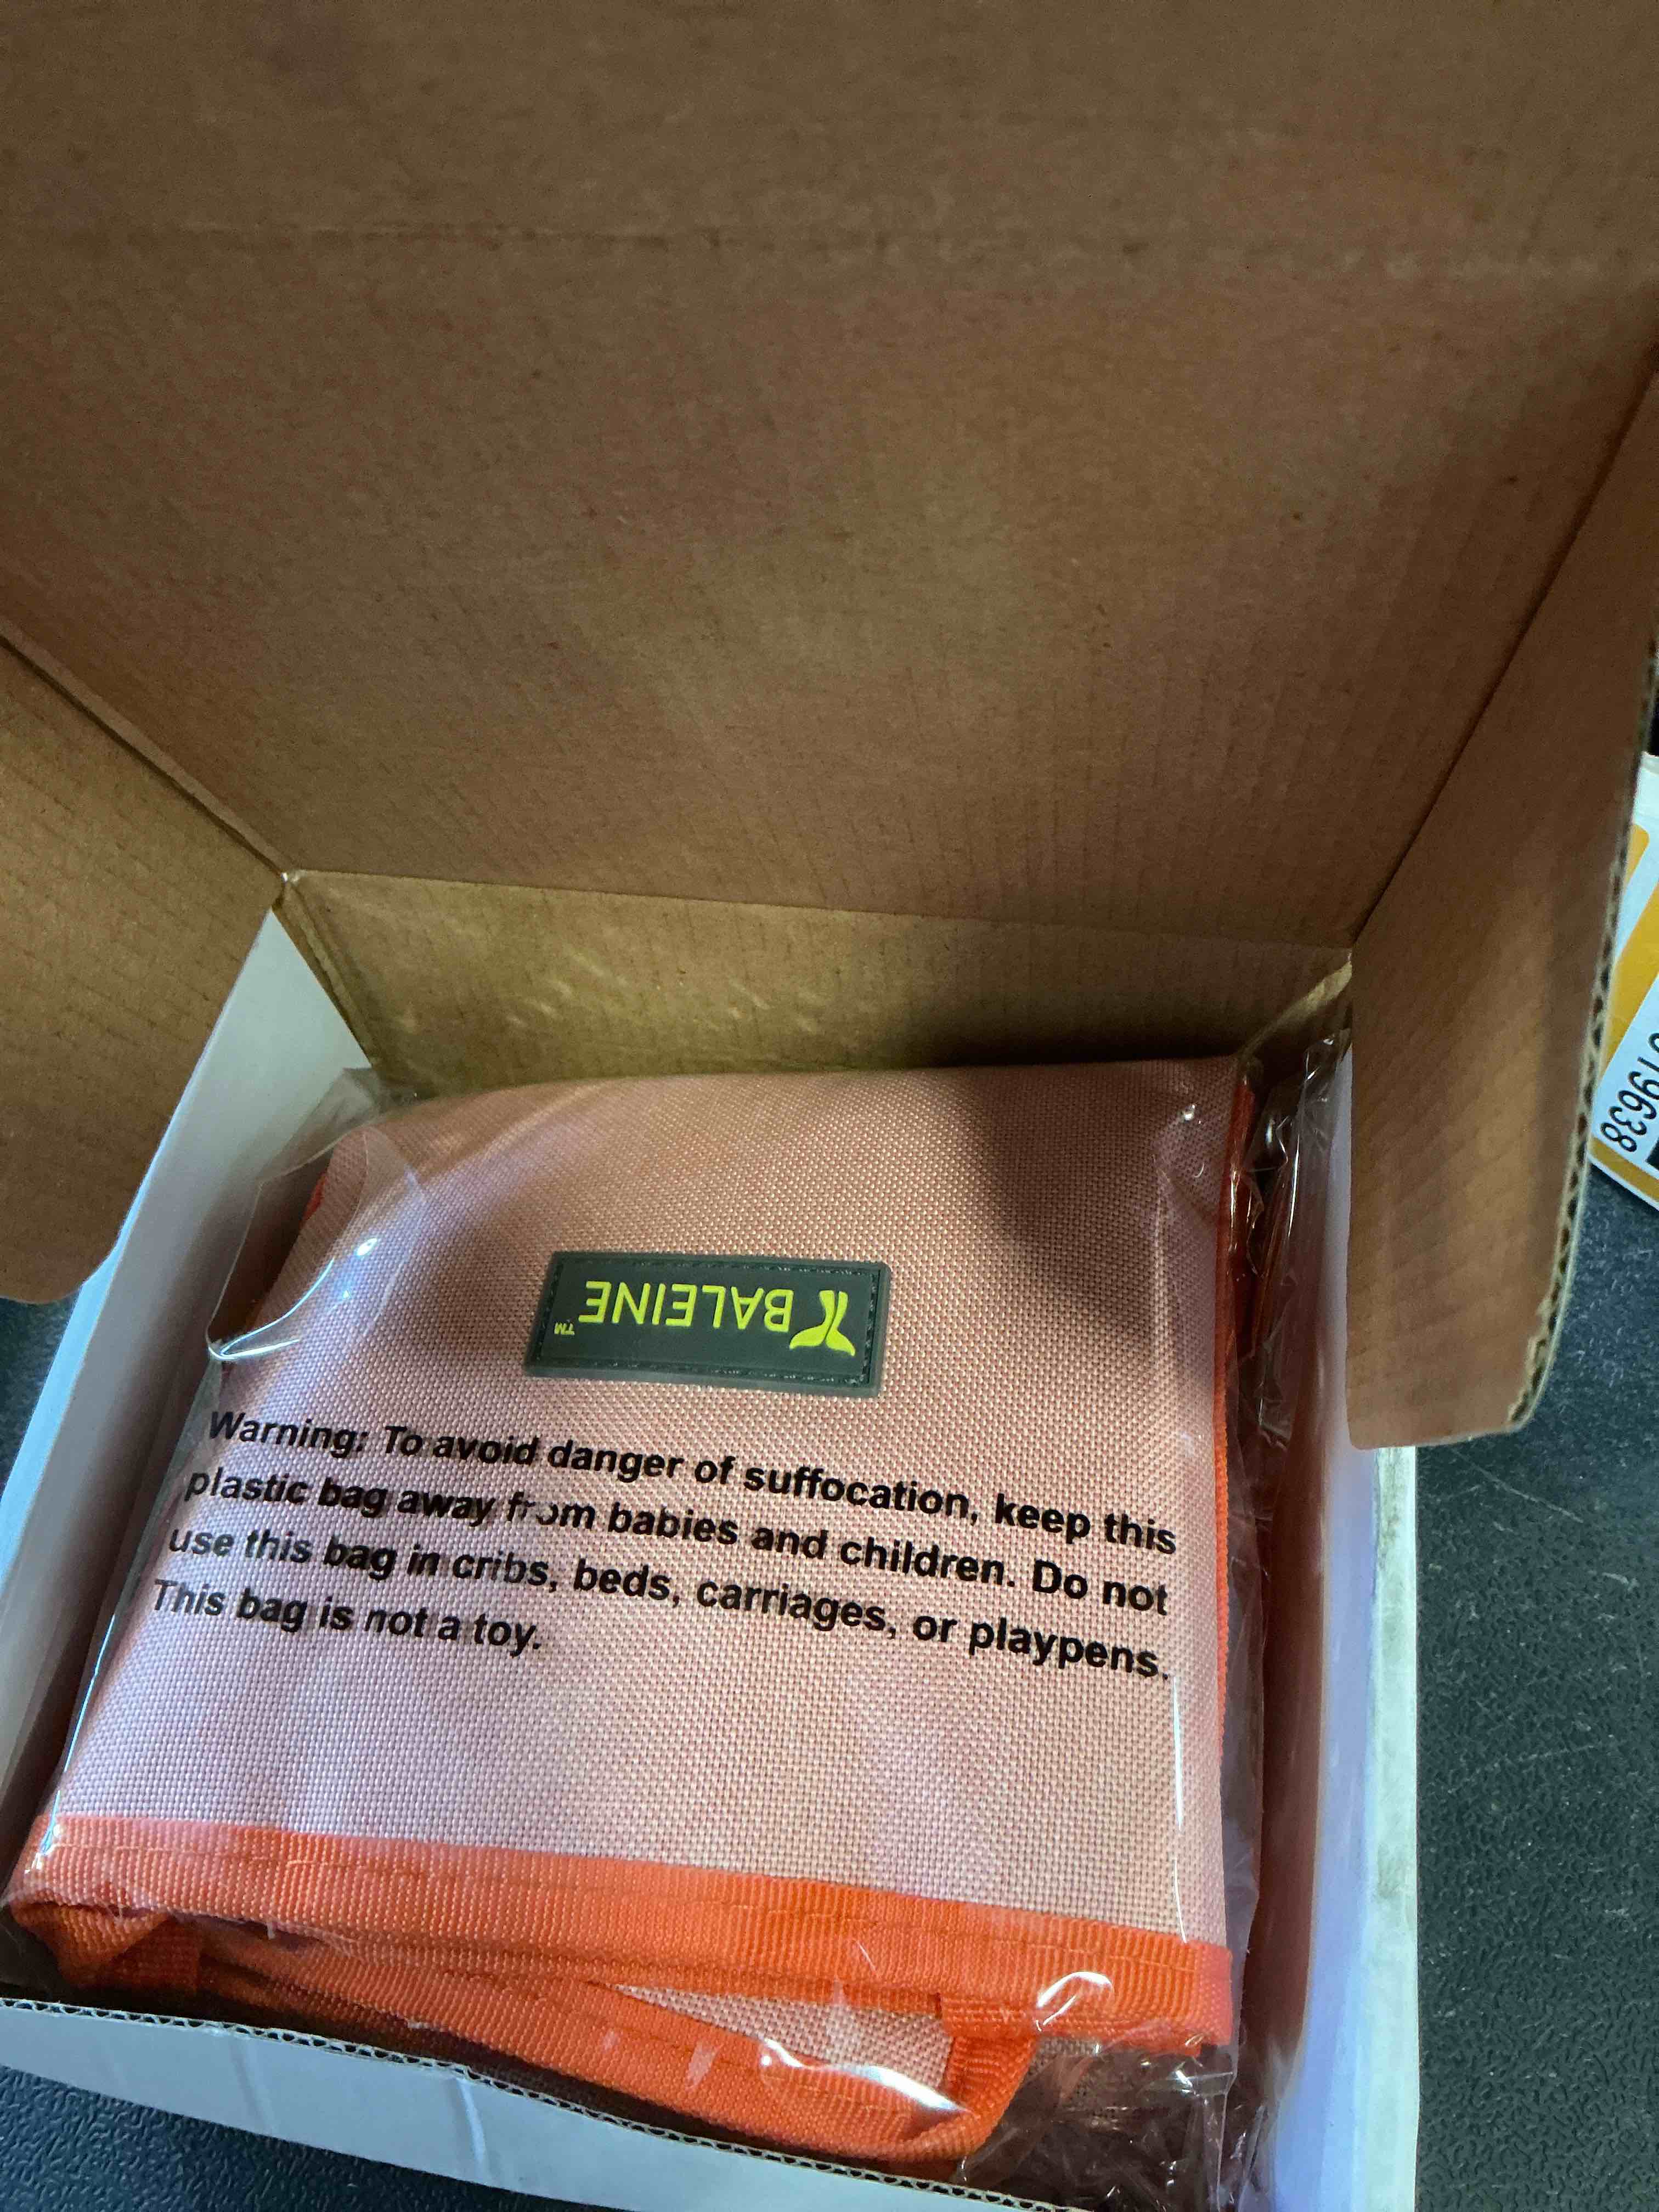 BALEINE™
Warning: To avoid danger of suffocation, keep this
plastic bag away from babies and children. Do not
use this bag in cribs, beds, carriages, or playpens.
This bag is not a toy.